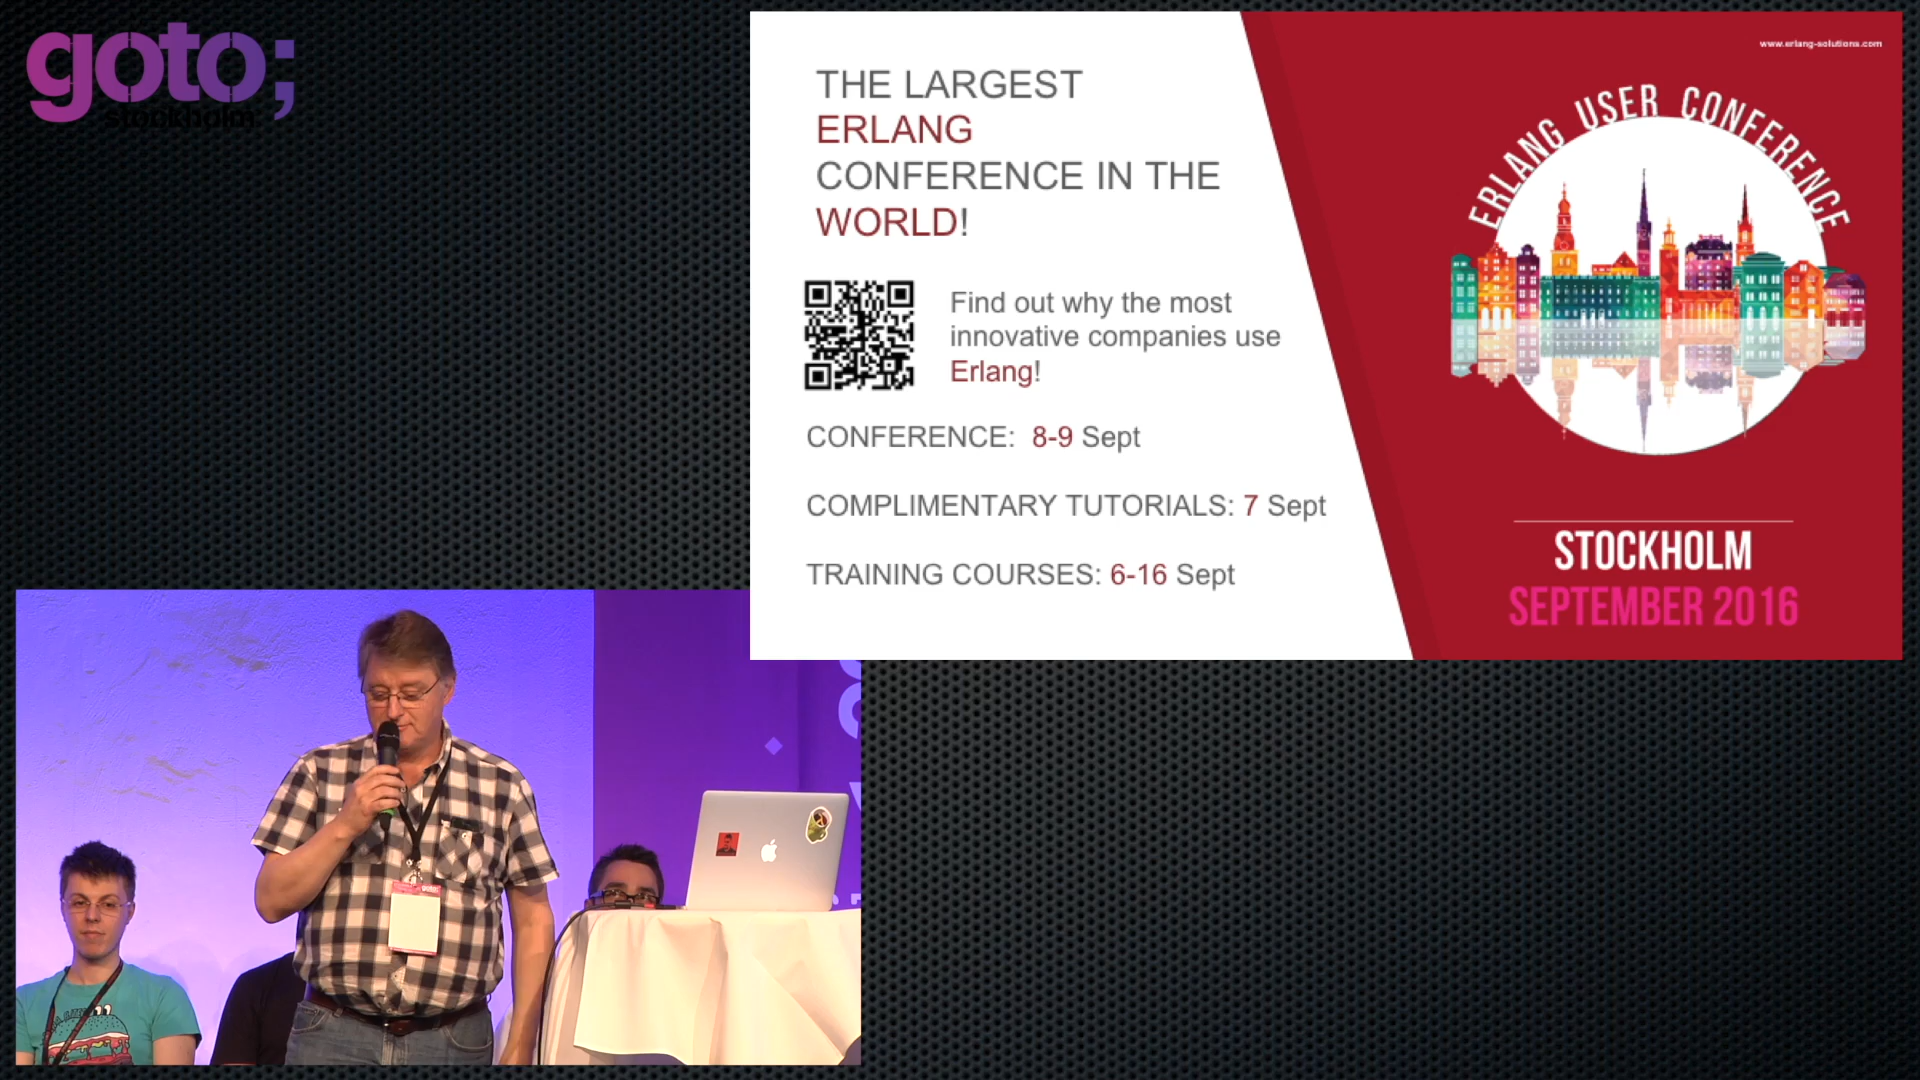 goto;
stockholm
www.erlang-solutions.com
THE LARGEST
ERLANG
CONFERENCE IN THE
WORLD!
Find out why the most
innovative companies use
Erlang!
CONFERENCE: 8-9 Sept
COMPLIMENTARY TUTORIALS: 7 Sept
TRAINING COURSES: 6-16 Sept
ERLANG USER CONFERENCE
STOCKHOLM
SEPTEMBER 2016
goto;